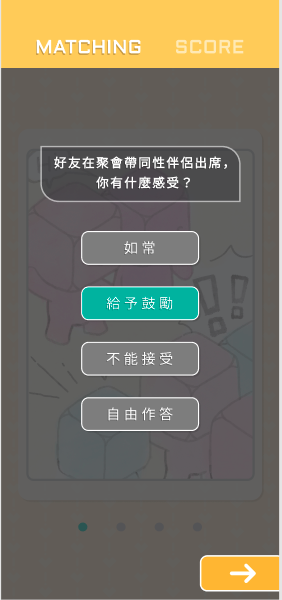 MATCHING SCORE
好友在聚會帶同性伴侶出席，
你有什麼感受？
如常
給予鼓勵
不能接受
自由作答